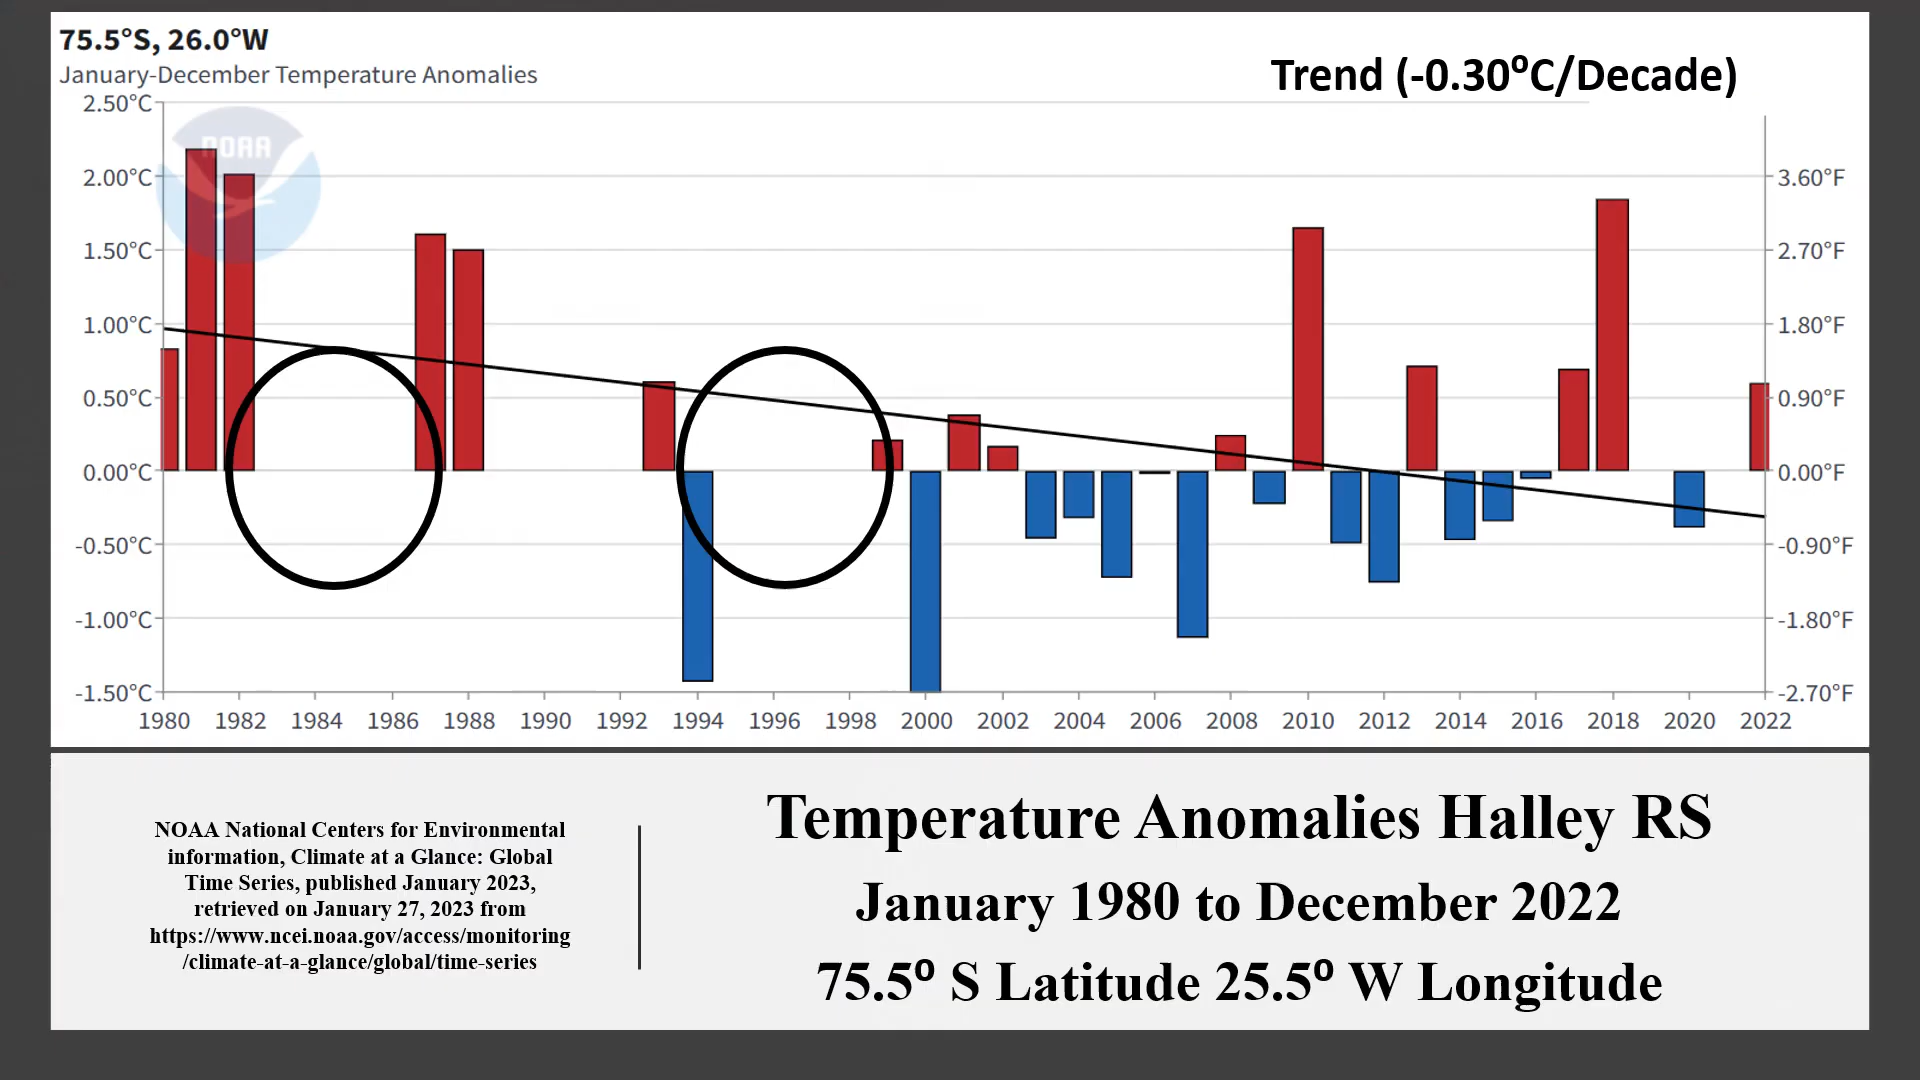 75.5°S, 26.0°W
January-December Temperature Anomalies
Trend (-0.30⁰C/Decade)
2.50°C
NOAA
2.00°C 3.60°F
1.50°C 2.70°F
1.00°C 1.80°F
0.50°C 0.90°F
0.00°C 0.00°F
-0.50°C -0.90°F
-1.00°C -1.80°F
-1.50°C -2.70°F
1980 1982 1984 1986 1988 1990 1992 1994 1996 1998 2000 2002 2004 2006 2008 2010 2012 2014 2016 2018 2020 2022
NOAA National Centers for Environmental
information, Climate at a Glance: Global
Time Series, published January 2023,
retrieved on January 27, 2023 from
https://www.ncei.noaa.gov/access/monitoring
/climate-at-a-glance/global/time-series
Temperature Anomalies Halley RS
January 1980 to December 2022
75.5⁰ S Latitude 25.5⁰ W Longitude